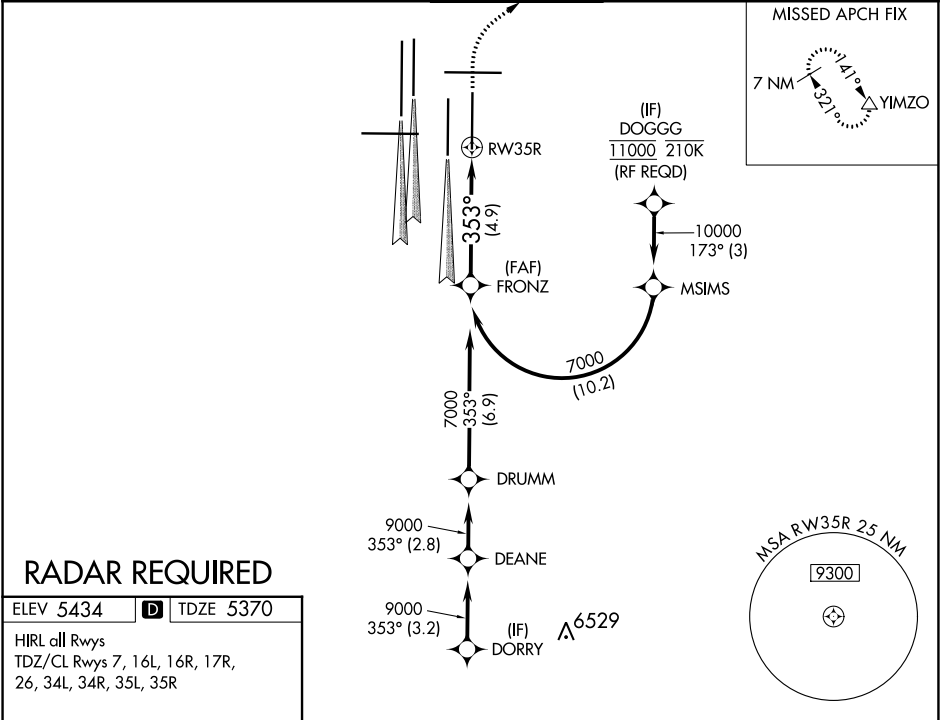 MISSED APCH FIX
7 NM
141°
321°
YIMZO
(IF)
DOGGG
11000 210K
(RF REQD)
RW35R
353°
(4.9)
10000
173° (3)
(FAF)
FRONZ
MSIMS
7000
(10.2)
7000
353°
(6.9)
DRUMM
9000
353° (2.8)
DEANE
9000
353° (3.2)
(IF)
DORRY
6529
MSA RW35R 25 NM
9300
RADAR REQUIRED
ELEV 5434 D TDZE 5370
HIRL all Rwys
TDZ/CL Rwys 7, 16L, 16R, 17R,
26, 34L, 34R, 35L, 35R